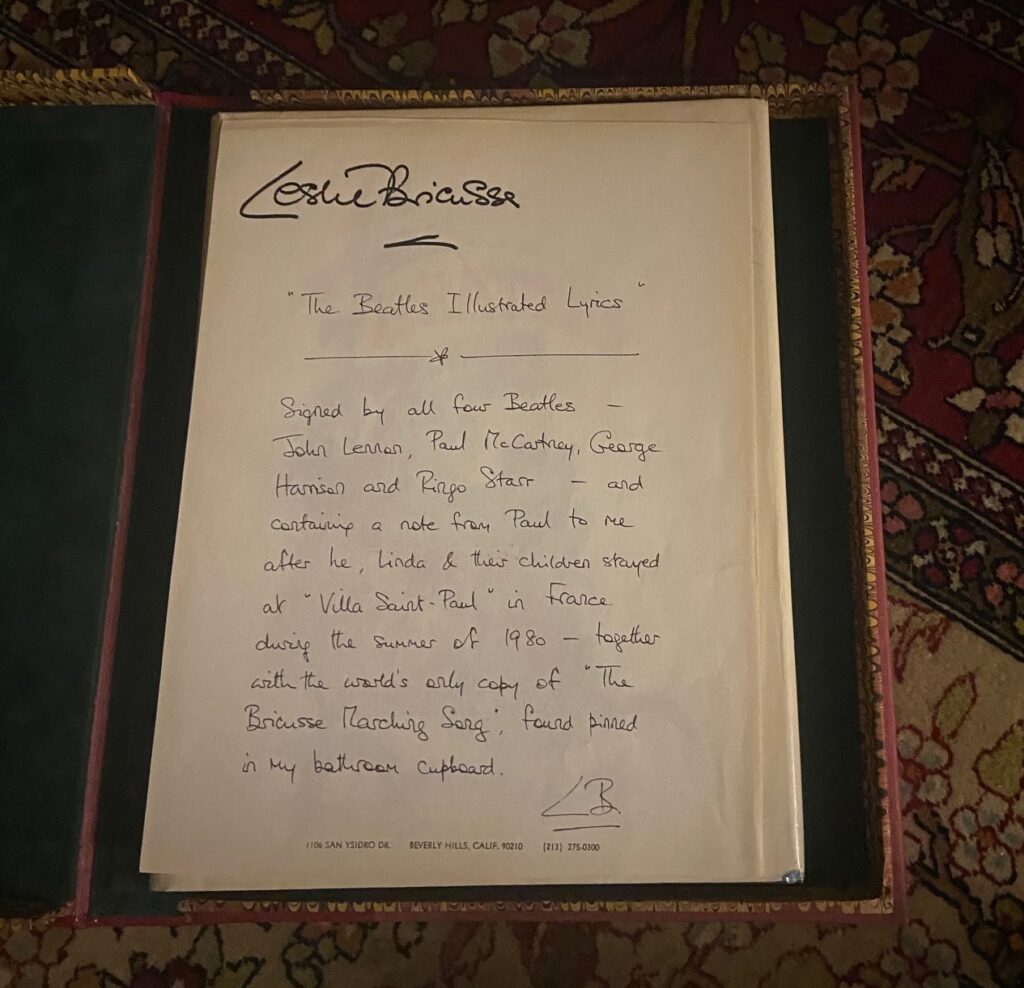 Leslie Bricusse
"The Beatles Illustrated Lyrics"
Signed by all four Beatles –
John Lennon, Paul McCartney, George
Harrison and Ringo Starr – and
containing a note from Paul to me
after he, Linda & their children stayed
at "Villa Saint-Paul" in France
during the summer of 1980 – together
with the world's only copy of "The
Bricusse Marching Song", found pinned
in my bathroom cupboard.
LB.
1106 SAN YSIDRO DR. BEVERLY HILLS, CALIF. 90210 (213) 275-0300